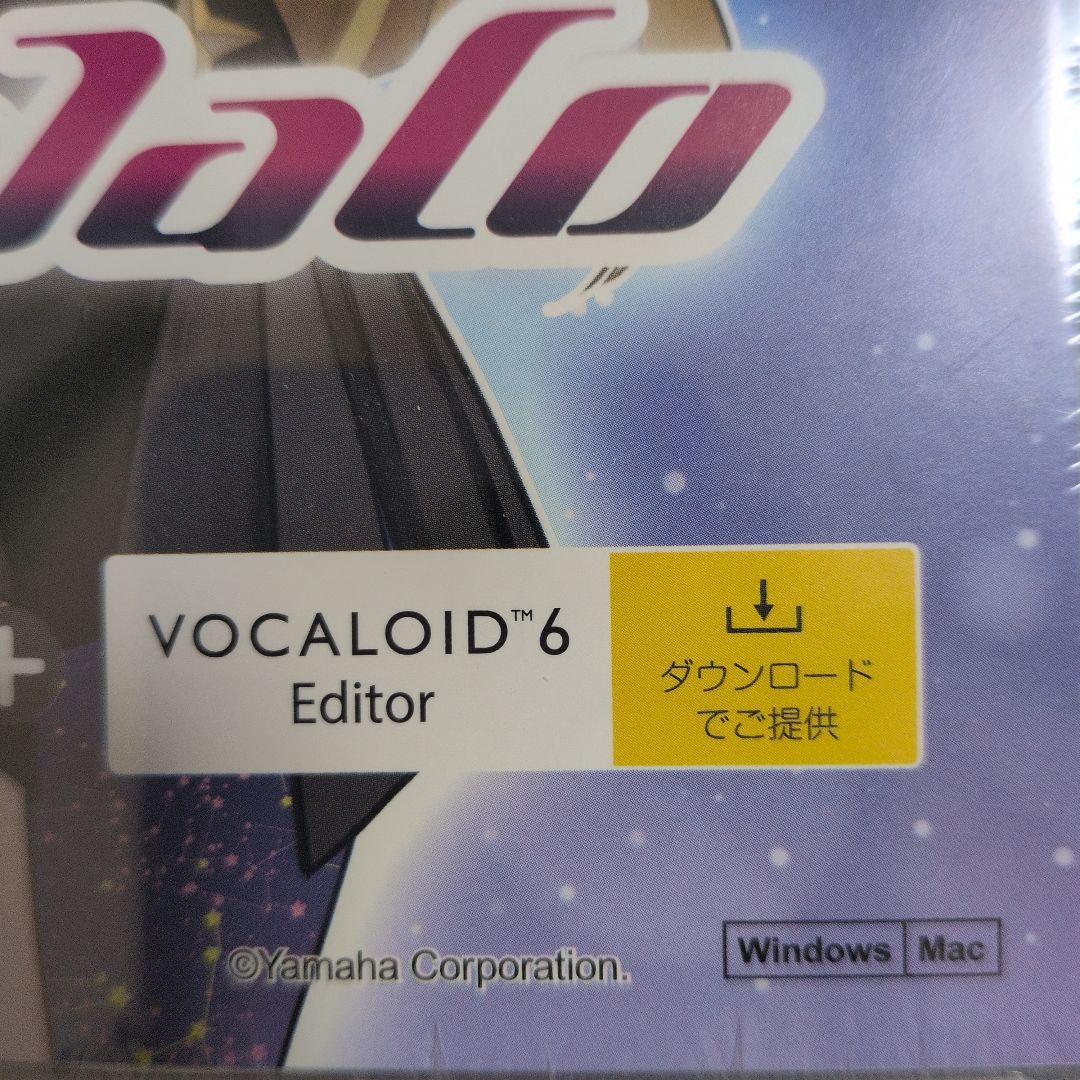 VOCALOID™6
Editor
ダウンロード
でご提供
©Yamaha Corporation.
Windows Mac